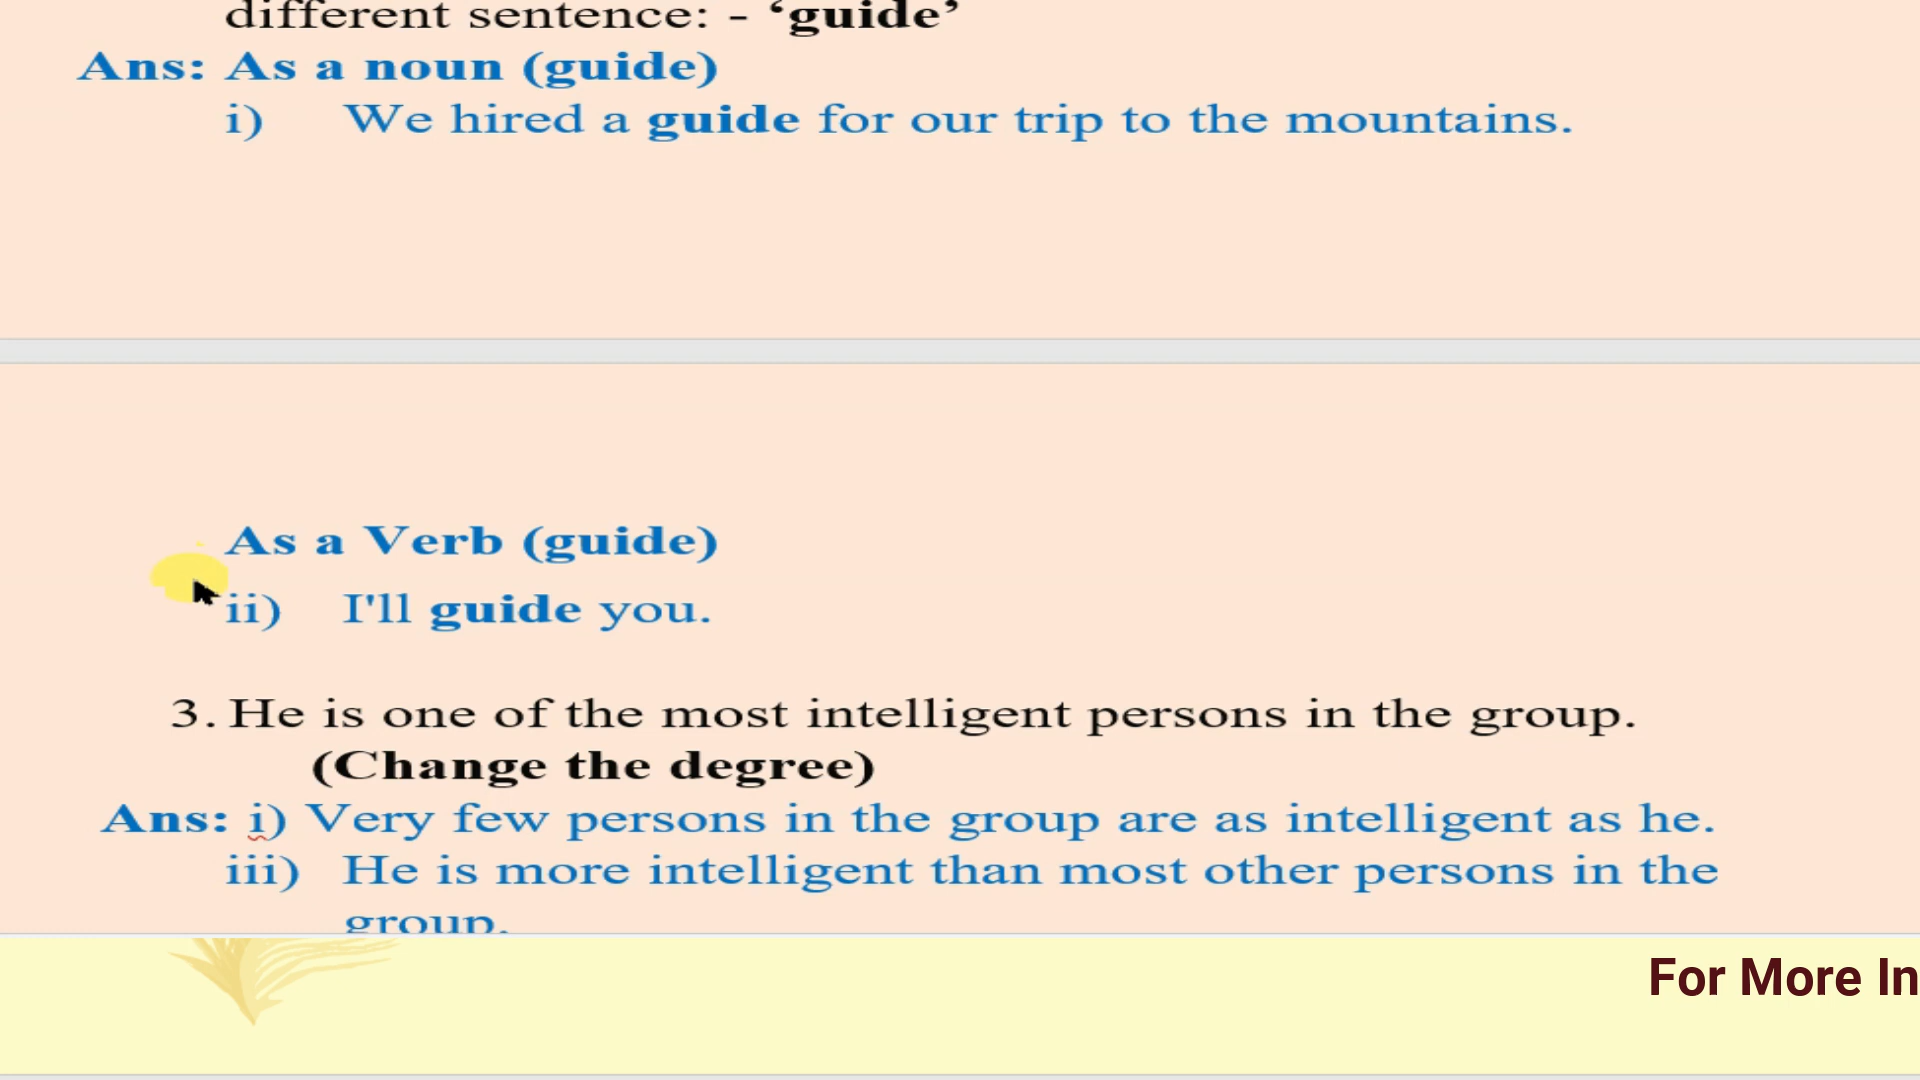 different sentence: - ‘guide’
Ans: As a noun (guide)
i) We hired a guide for our trip to the mountains.
As a Verb (guide)
ii) I'll guide you.
3. He is one of the most intelligent persons in the group.
(Change the degree)
Ans: i) Very few persons in the group are as intelligent as he.
iii) He is more intelligent than most other persons in the
group.
For More In